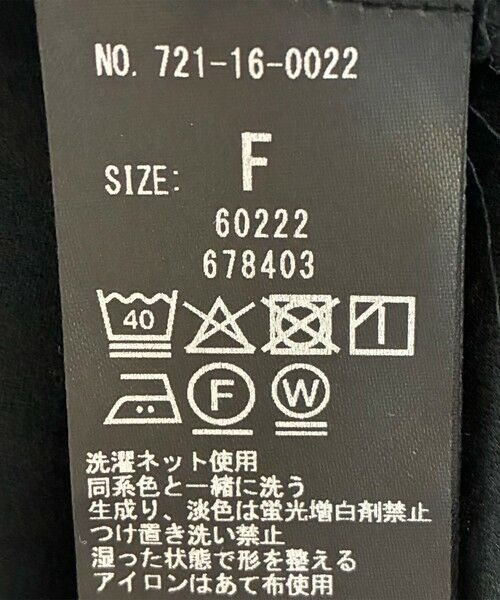 NO. 721-16-0022
SIZE: F
60222
678403
40
F W
洗濯ネット使用
同系色と一緒に洗う
生成り、淡色は蛍光増白剤禁止
つけ置き洗い禁止
湿った状態で形を整える
アイロンはあて布使用